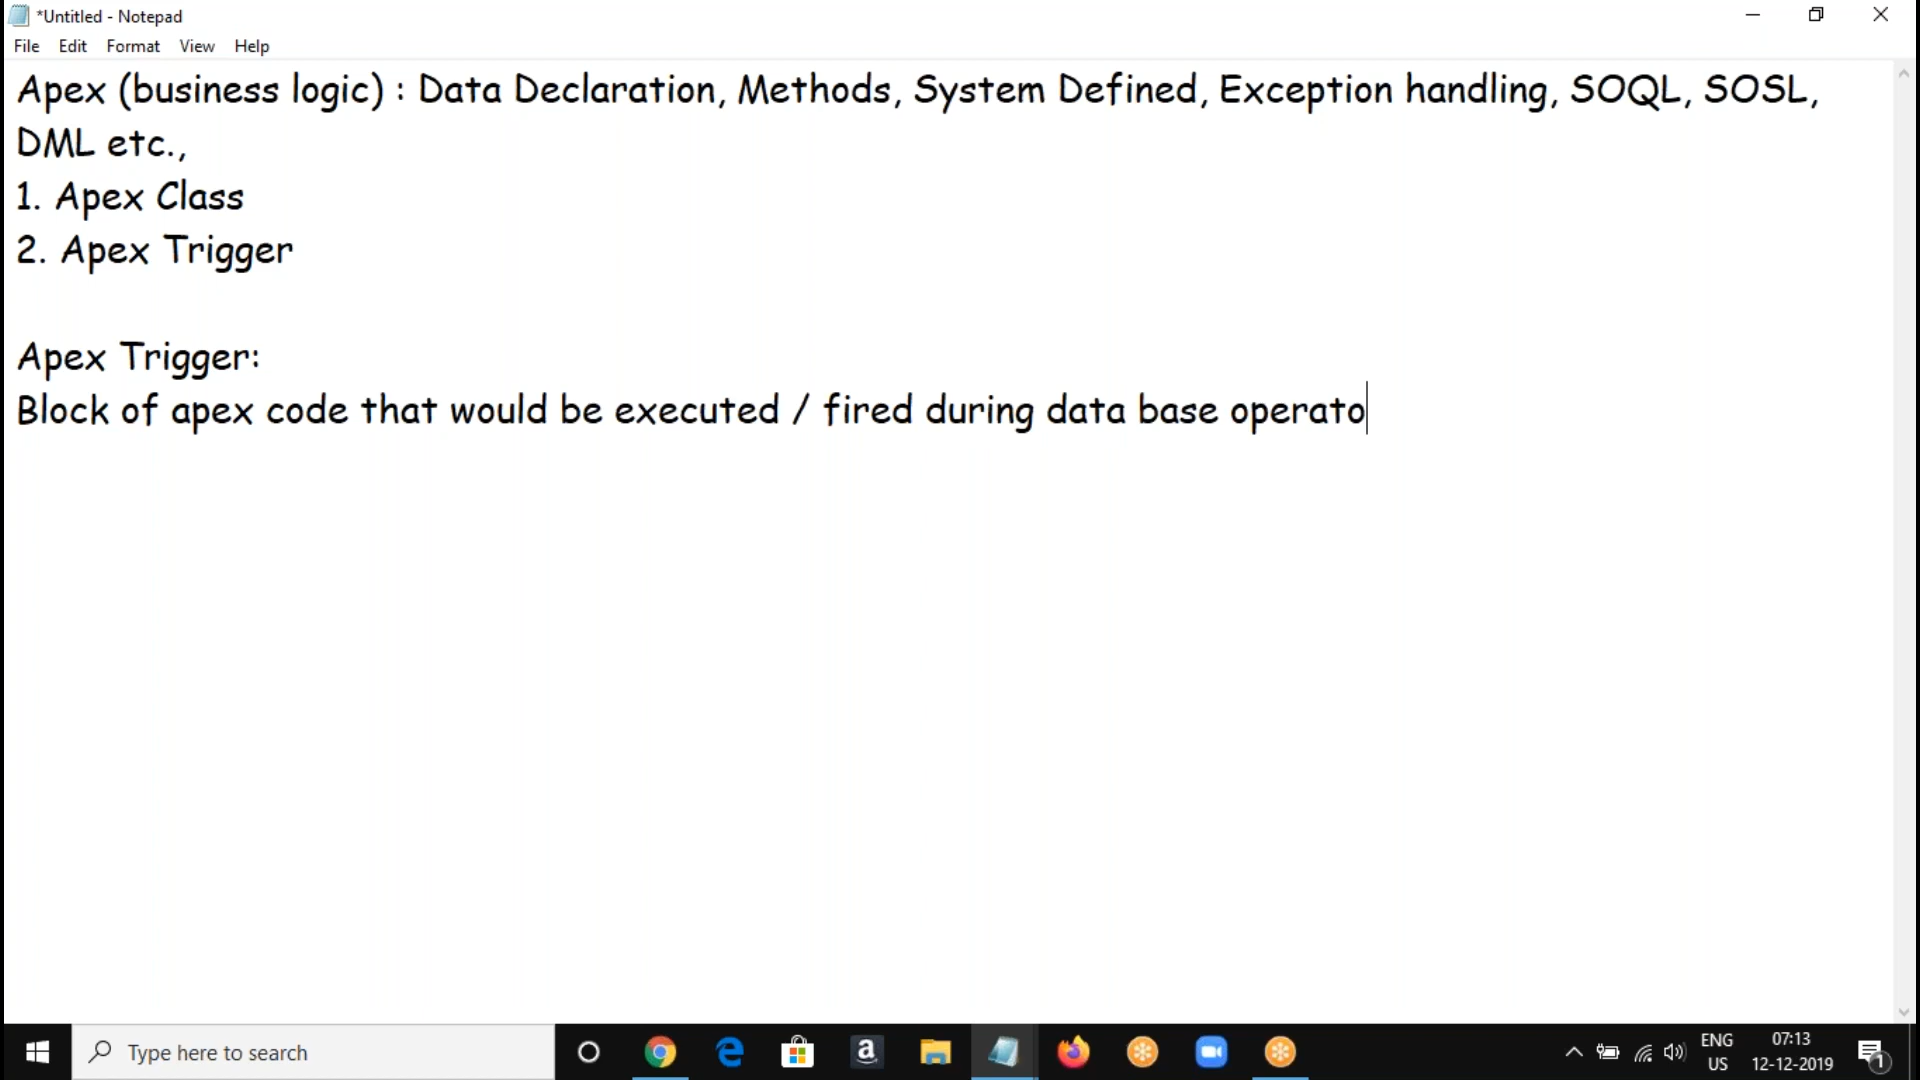 *Untitled - Notepad
File Edit Format View Help
Apex (business logic) : Data Declaration, Methods, System Defined, Exception handling, SOQL, SOSL,
DML etc.,
1. Apex Class
2. Apex Trigger
Apex Trigger:
Block of apex code that would be executed / fired during data base operato
Type here to search
a
ENG
US
07:13
12-12-2019
1